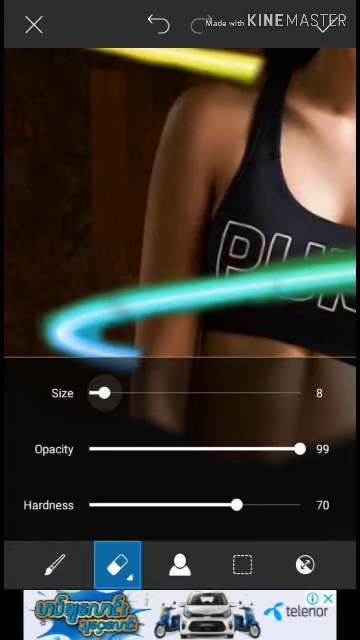 Made with KINEMASTER
PUM
Size 8
Opacity 99
Hardness 70
telenor